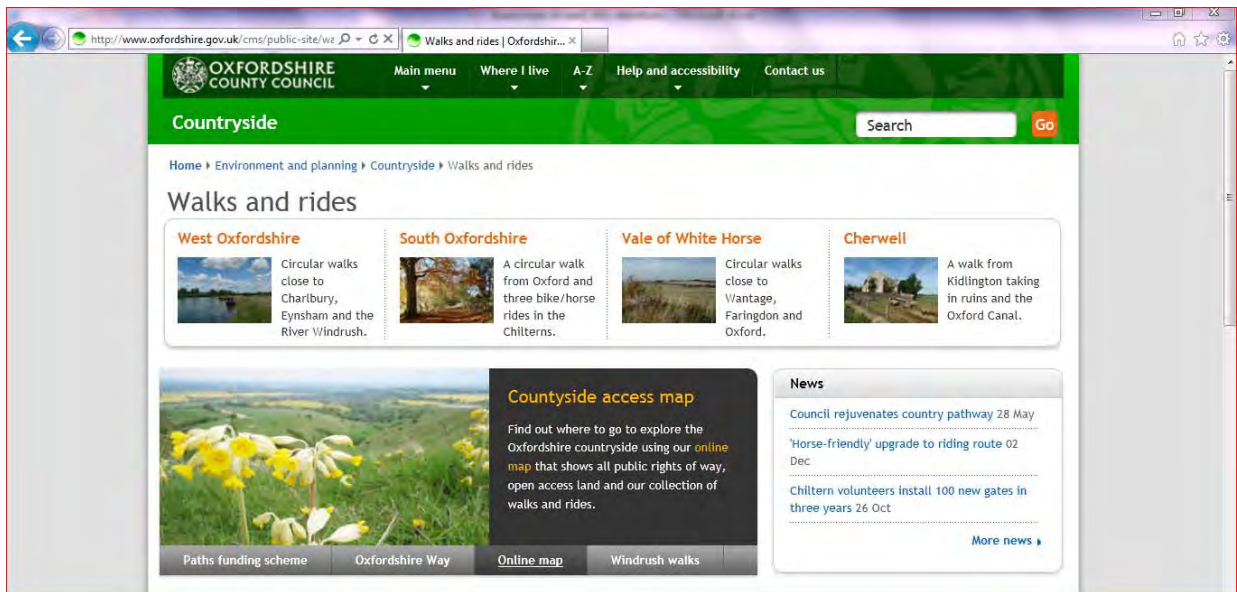 http://www.oxfordshire.gov.uk/cms/public-site/wa
Walks and rides | Oxfordshir...
OXFORDSHIRE
COUNTY COUNCIL
Main menu
Where I live
A-Z
Help and accessibility
Contact us
Countryside
Search
Go
Home Environment and planning Countryside Walks and rides
Walks and rides
West Oxfordshire
Circular walks
close to
Charlbury,
Eynsham and the
River Windrush.
South Oxfordshire
A circular walk
from Oxford and
three bike/horse
rides in the
Chilterns.
Vale of White Horse
Circular walks
close to
Wantage,
Faringdon and
Oxford.
Cherwell
A walk from
Kidlington taking
in ruins and the
Oxford Canal.
Countyside access map
Find out where to go to explore the
Oxfordshire countryside using our online
map that shows all public rights of way,
open access land and our collection of
walks and rides.
Paths funding scheme
Oxfordshire Way
Online map
Windrush walks
News
Council rejuvenates country pathway 28 May
'Horse-friendly' upgrade to riding route 02
Dec
Chiltern volunteers install 100 new gates in
three years 26 Oct
More news